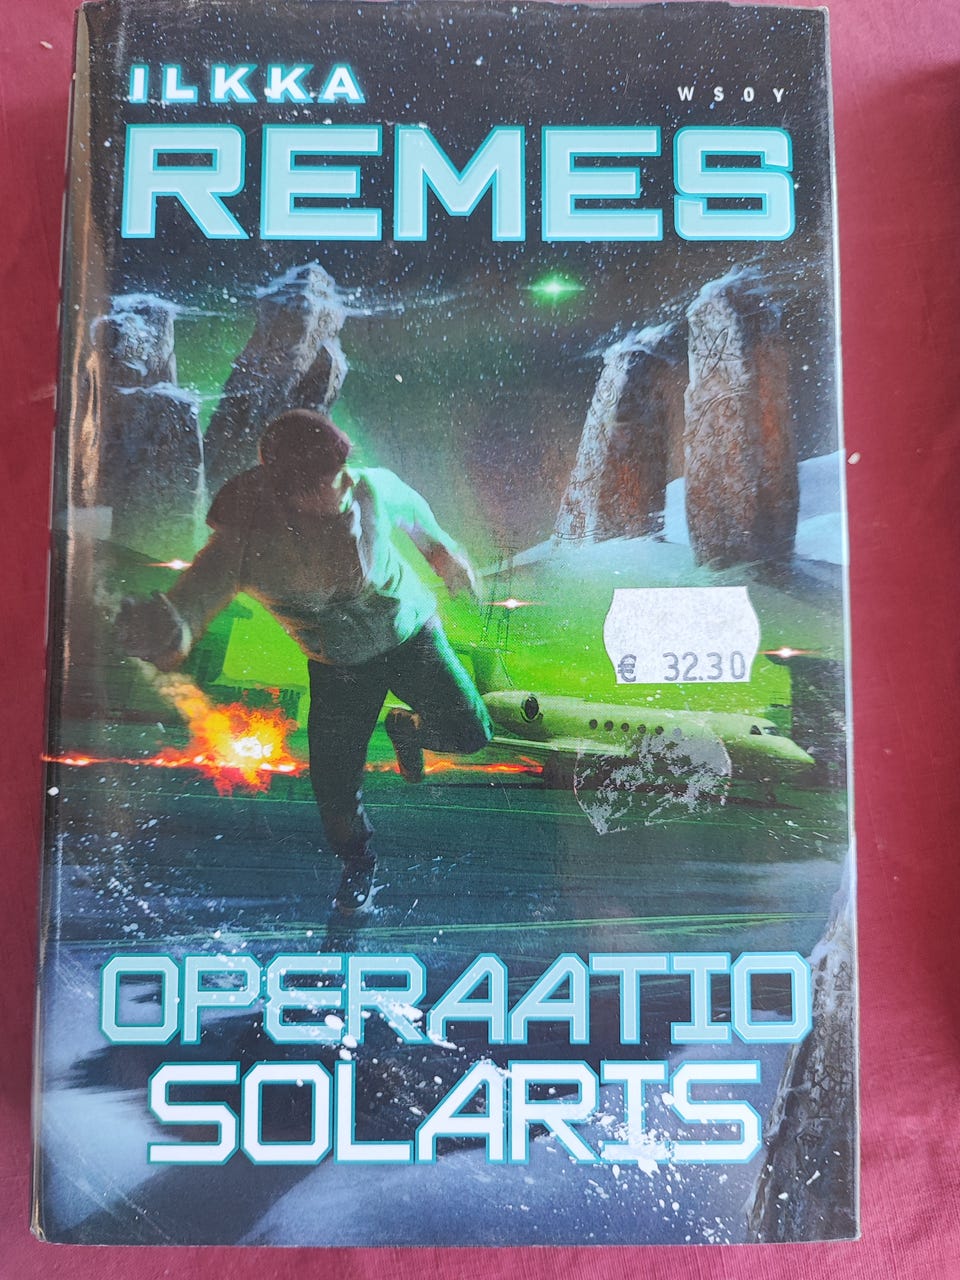 ILKKA
WSOY
REMES
€ 32.30
OPERAATIO
SOLARIS